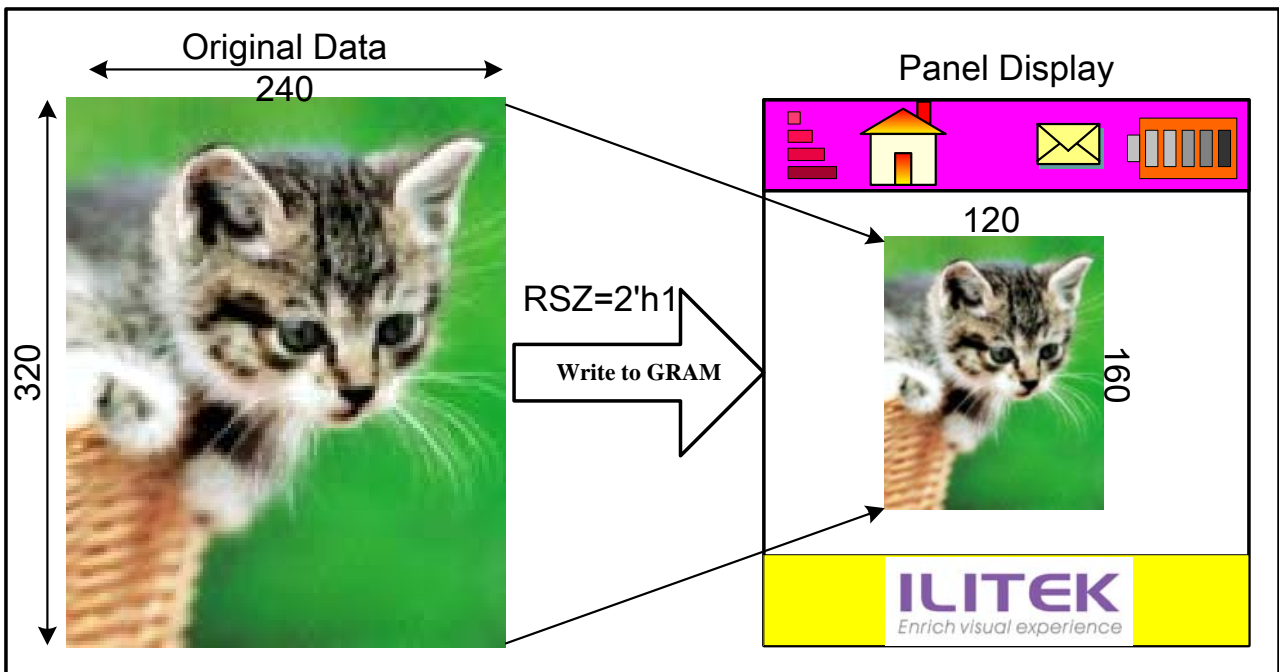 Original Data
240
320
RSZ=2'h1
Write to GRAM
Panel Display
120
160
ILITEK
Enrich visual experience